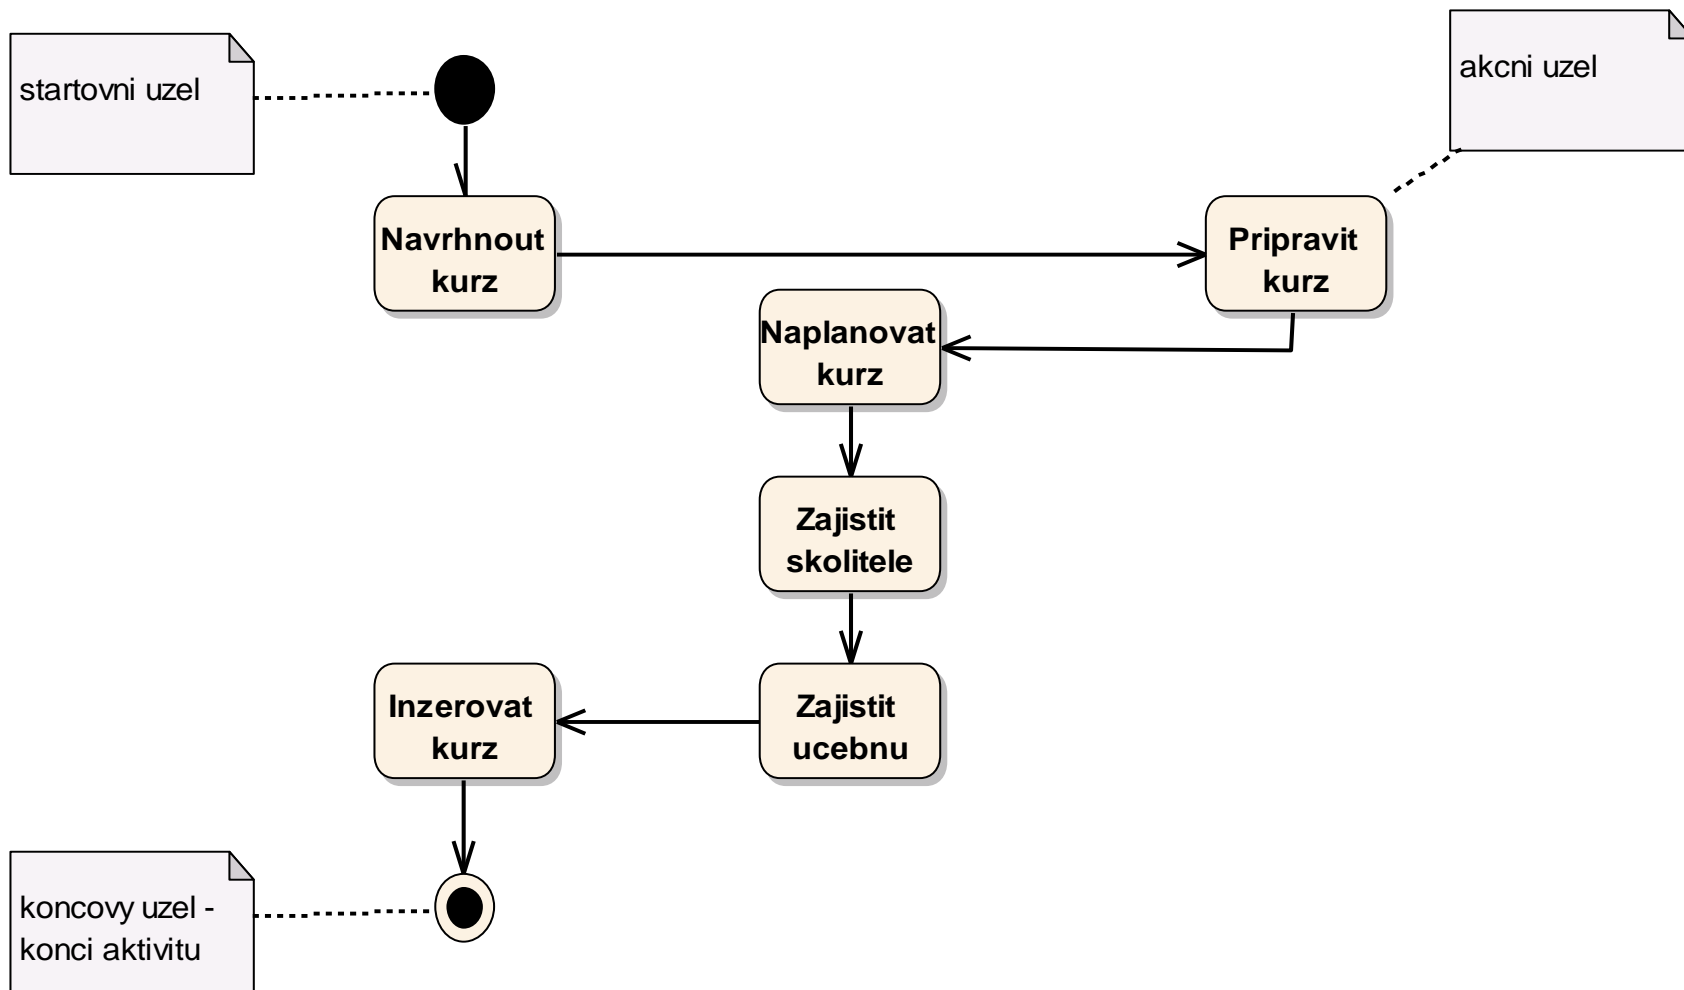 startovni uzel
akcni uzel
Navrhnout
kurz
Pripravit
kurz
Naplanovat
kurz
Zajistit
skolitele
Inzerovat
kurz
Zajistit
ucebnu
koncovy uzel -
konci aktivitu